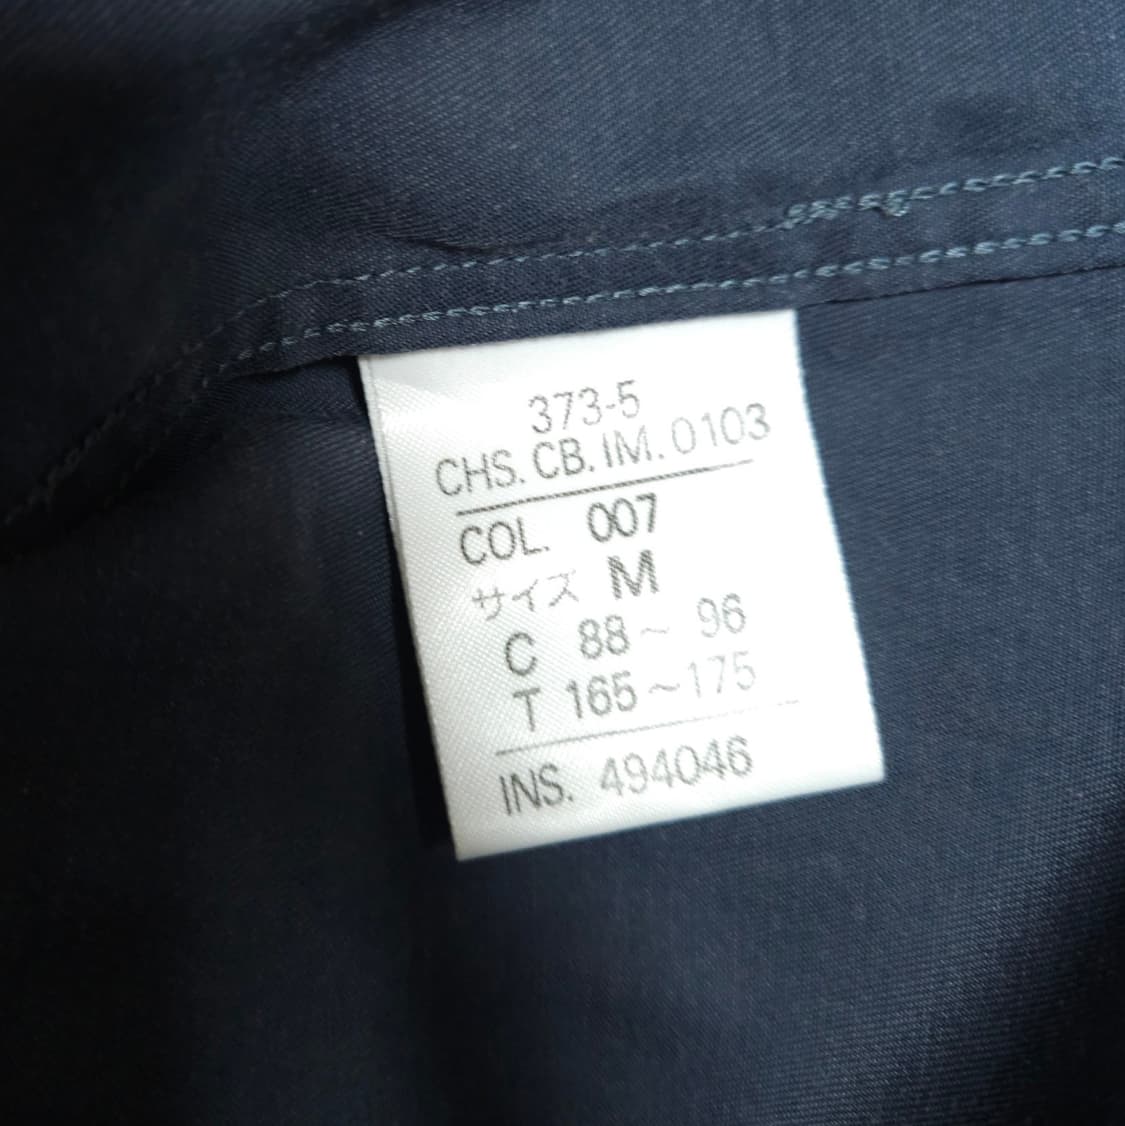 373-5
CHS. CB. IM. 0103
COL. 007
サイズ M
C 88~ 96
T 165~175
INS. 494046